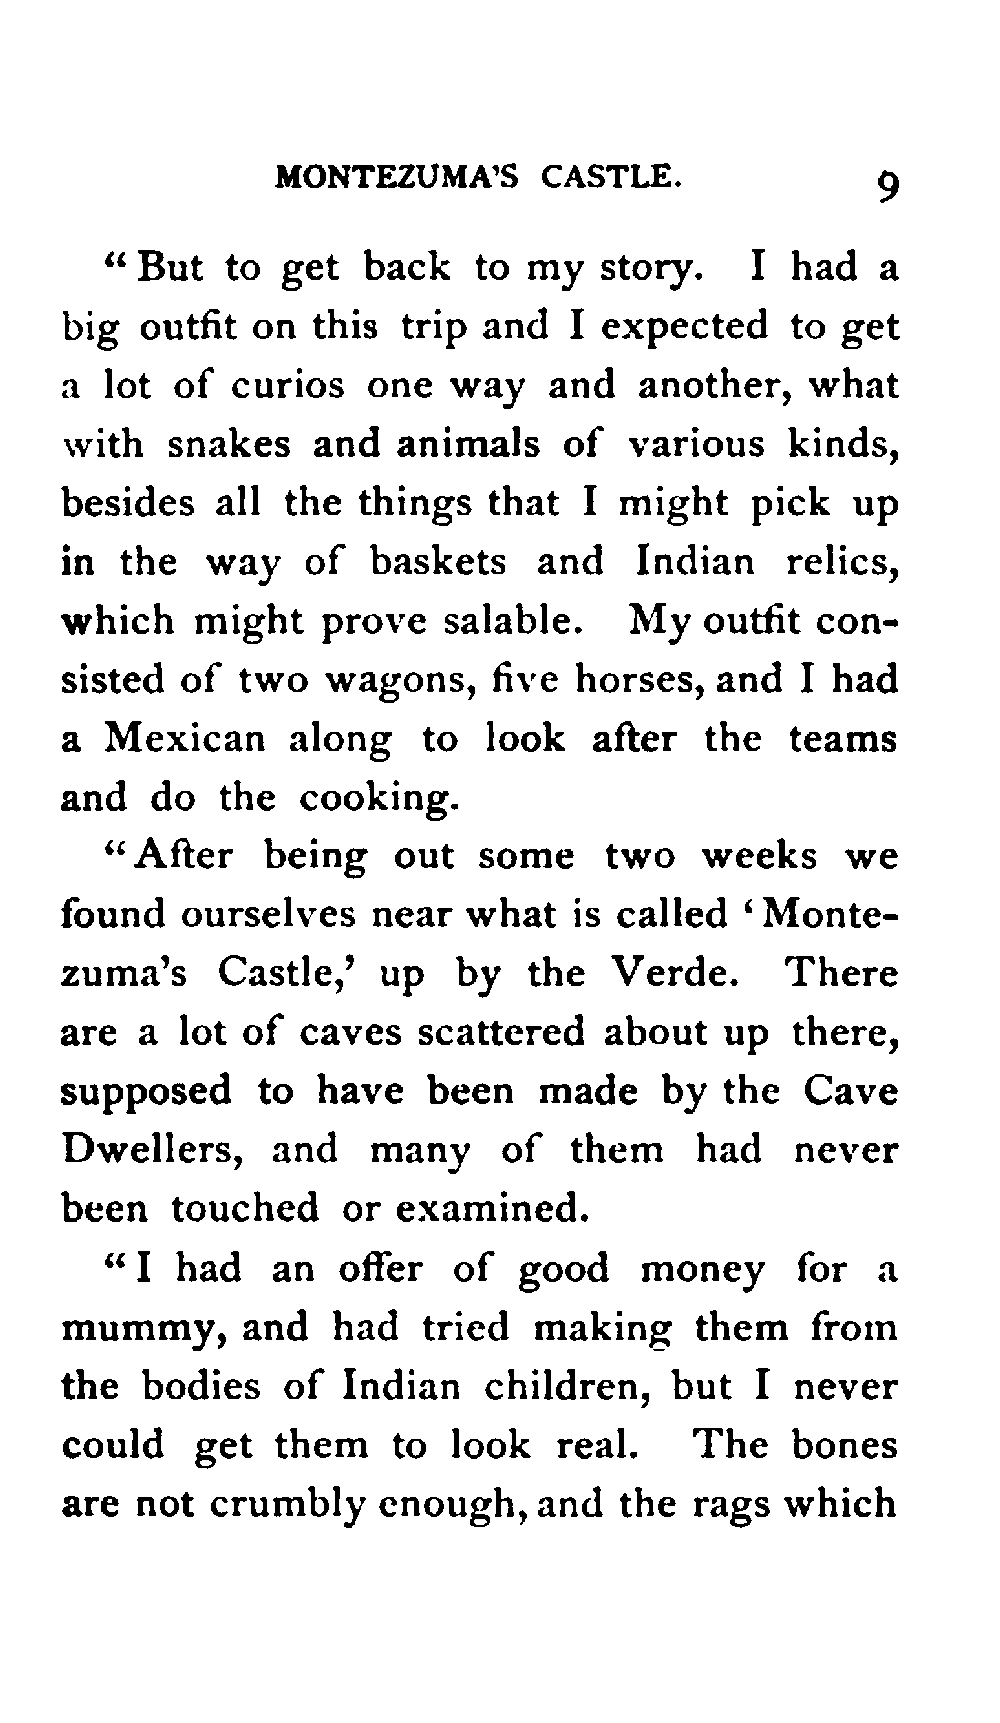 MONTEZUMA'S CASTLE. 9
“But to get back to my story. I had a
big outfit on this trip and I expected to get
a lot of curios one way and another, what
with snakes and animals of various kinds,
besides all the things that I might pick up
in the way of baskets and Indian relics,
which might prove salable. My outfit con-
sisted of two wagons, five horses, and I had
a Mexican along to look after the teams
and do the cooking.
“After being out some two weeks we
found ourselves near what is called ‘Monte-
zuma’s Castle,’ up by the Verde. There
are a lot of caves scattered about up there,
supposed to have been made by the Cave
Dwellers, and many of them had never
been touched or examined.
“I had an offer of good money for a
mummy, and had tried making them from
the bodies of Indian children, but I never
could get them to look real. The bones
are not crumbly enough, and the rags which